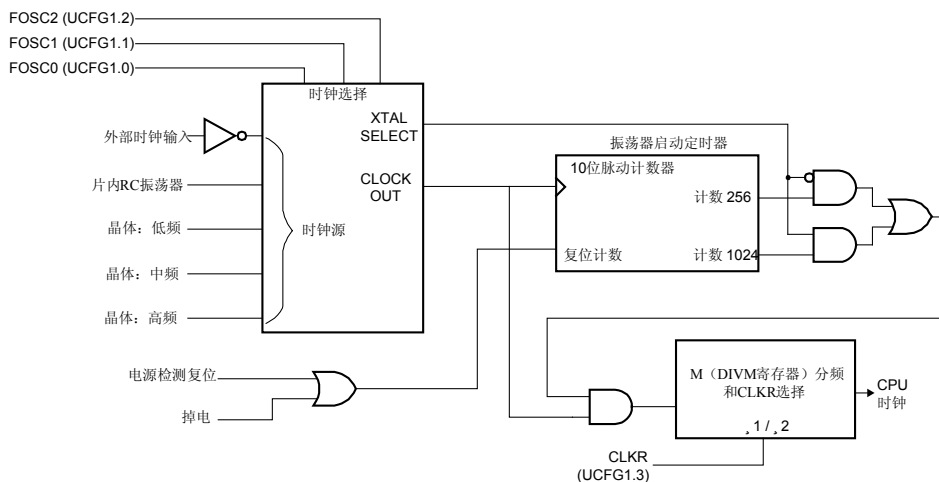 FOSC2 (UCFG1.2)
FOSC1 (UCFG1.1)
FOSC0 (UCFG1.0)
时钟选择
XTAL
SELECT
CLOCK
OUT
外部时钟输入
片内RC振荡器
晶体：低频
晶体：中频
晶体：高频
时钟源
振荡器启动定时器
10位脉动计数器
计数 256
复位计数
计数 1024
电源检测复位
掉电
M（DIVM寄存器）分频
和CLKR选择
¸ 1 / ¸ 2
CPU
时钟
CLKR
(UCFG1.3)